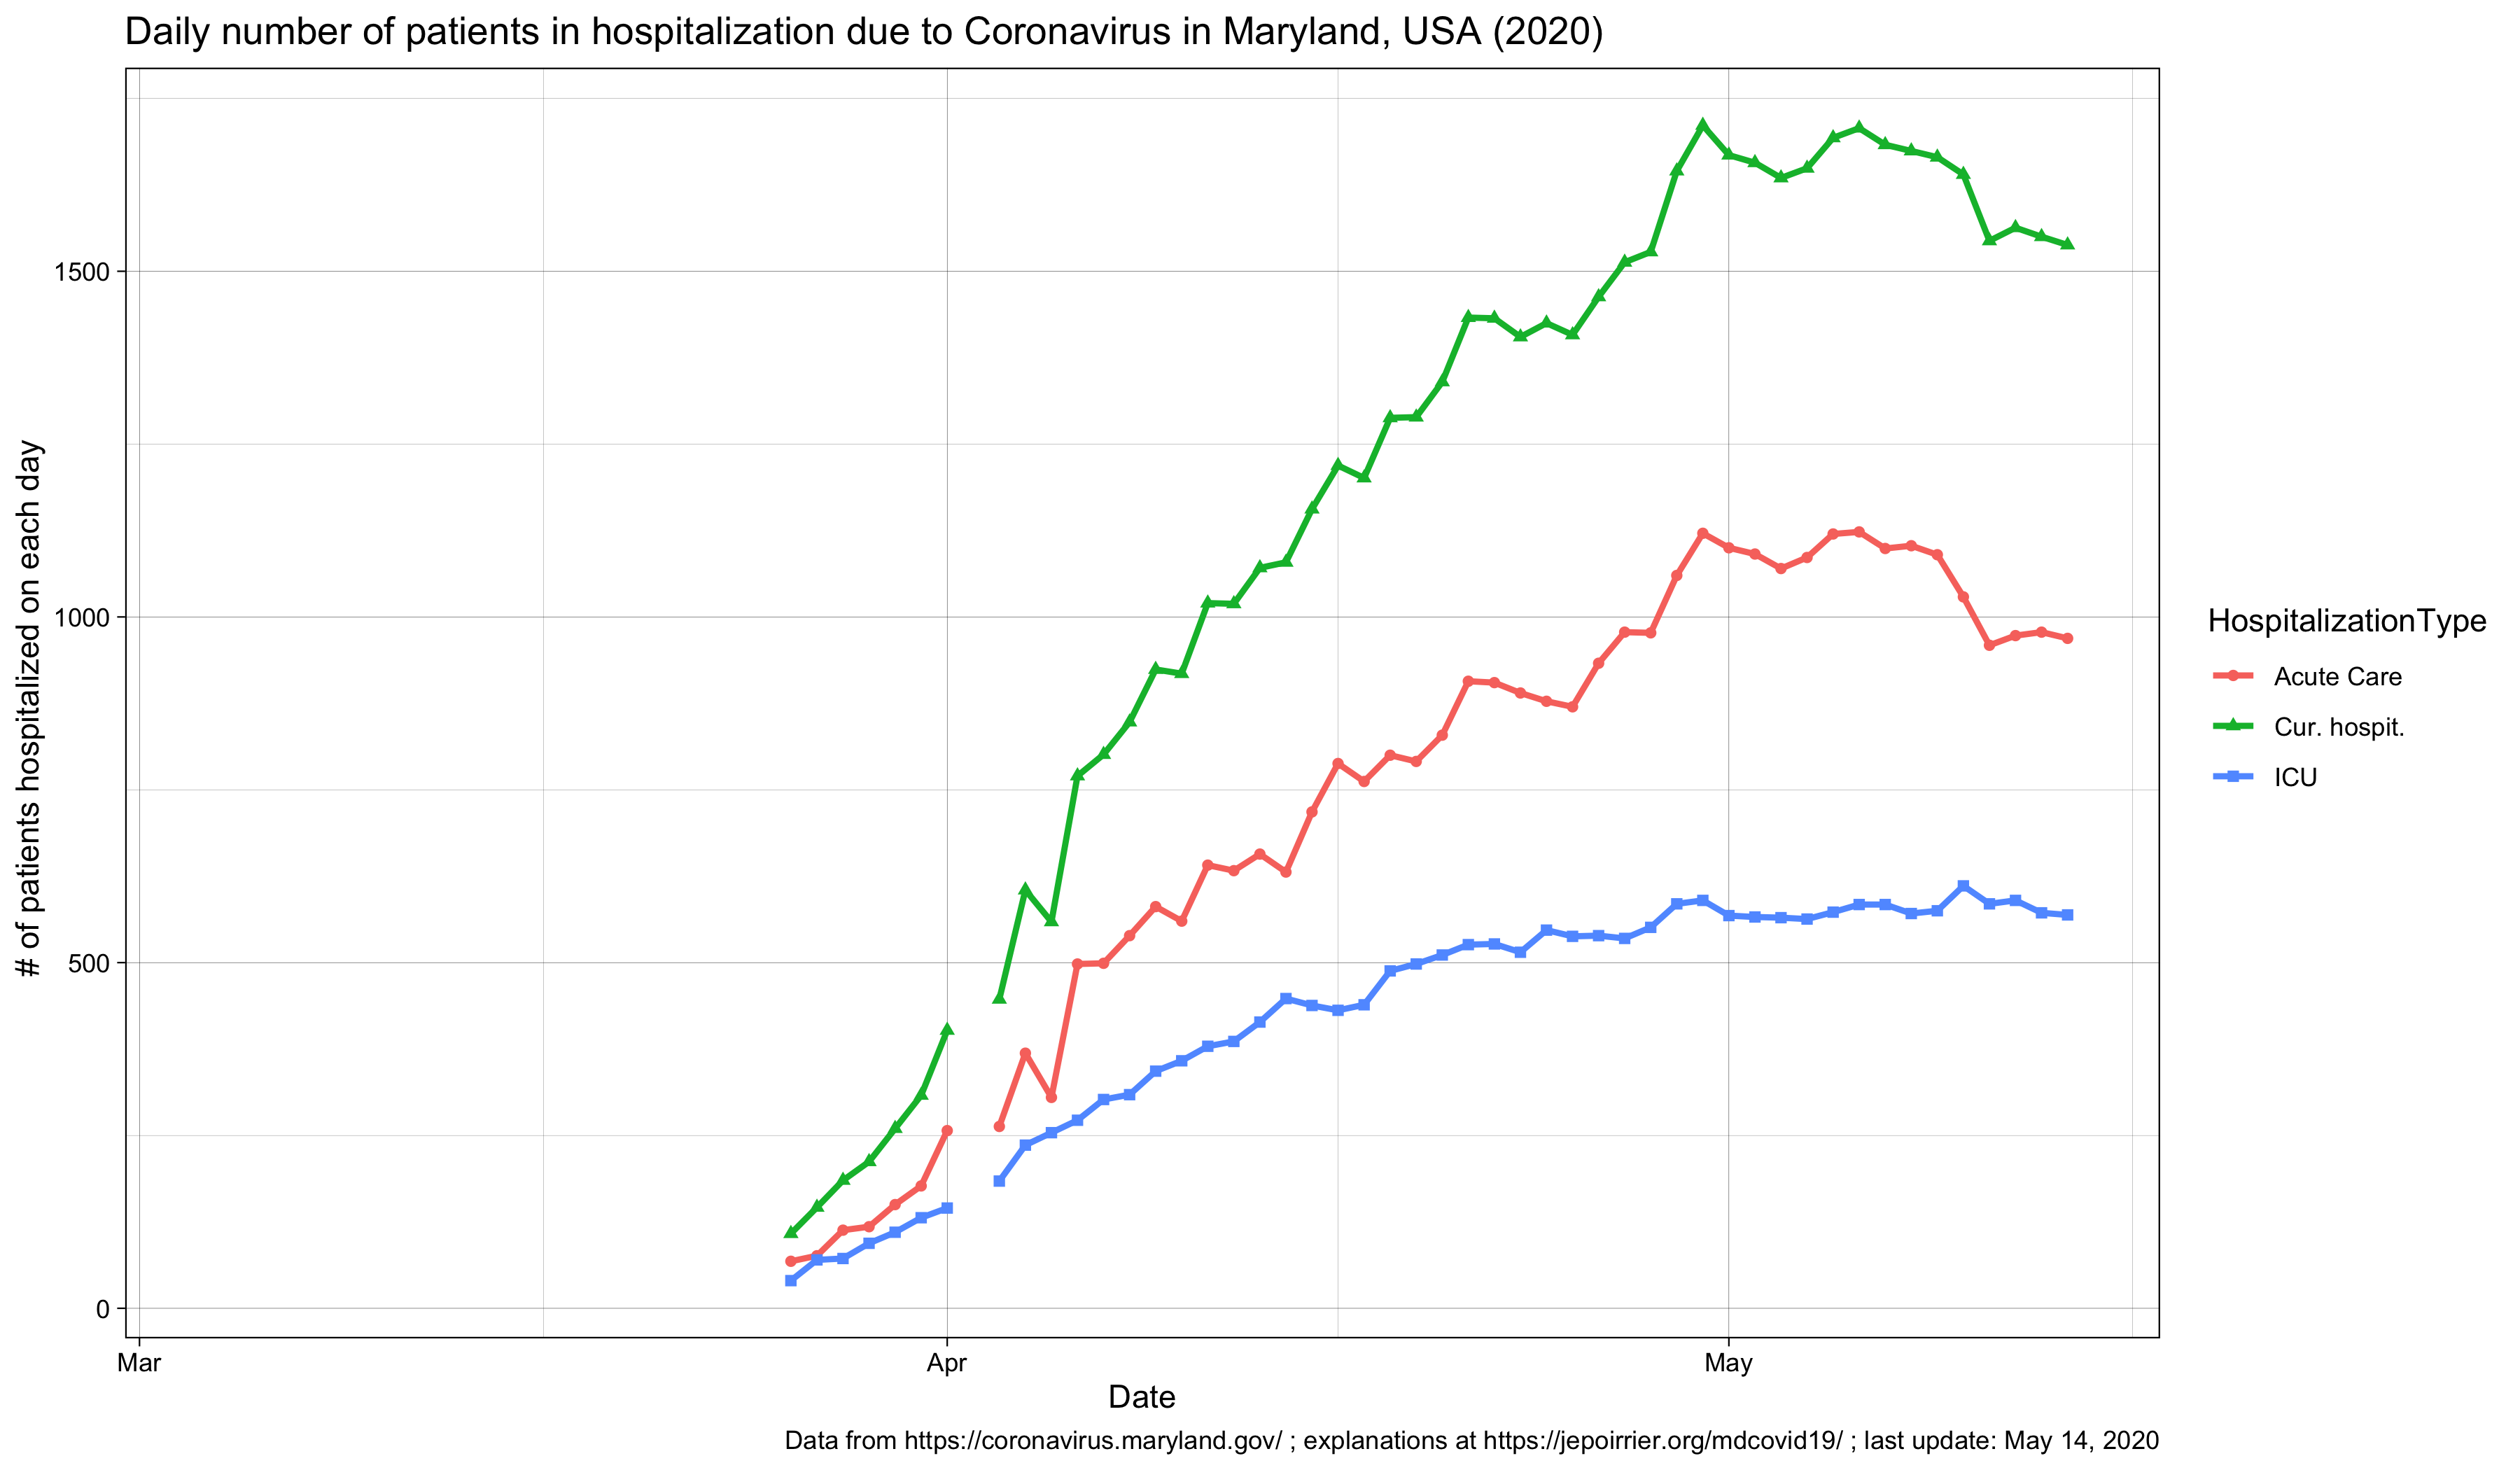 Daily number of patients in hospitalization due to Coronavirus in Maryland, USA (2020)
# of patients hospitalized on each day
1500
1000
500
0
Mar
Apr
May
Date
HospitalizationType
Acute Care
Cur. hospit.
ICU
Data from https://coronavirus.maryland.gov/ ; explanations at https://jepoirrier.org/mdcovid19/ ; last update: May 14, 2020